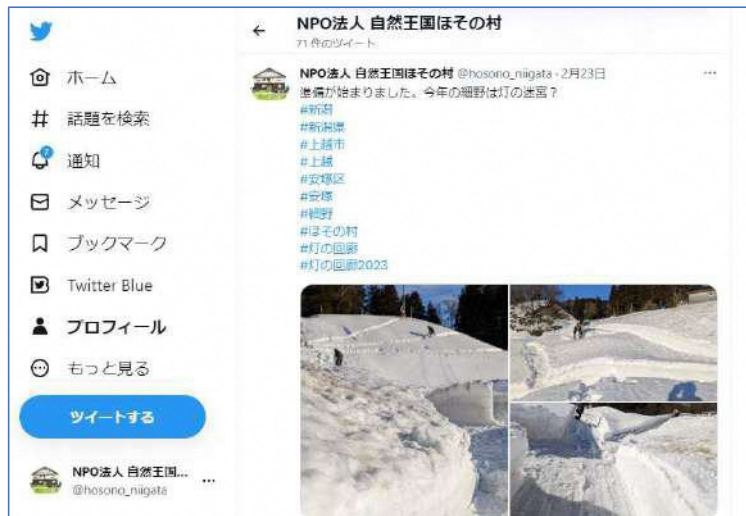 NPO法人 自然王国ほその村
71 件のツイート
ホーム
話題を検索
7
通知
メッセージ
ブックマーク
Twitter Blue
プロフィール
もっと見る
ツイートする
NPO法人 自然王国...
@hosono_niigata
NPO法人 自然王国ほその村 @hosono_niigata・2月23日
準備が始まりました。今年の細野は灯の迷宮？
#新潟
#新潟県
#上越市
#上越
#安塚区
#安塚
#細野
#ほその村
#灯の回廊
#灯の回廊2023